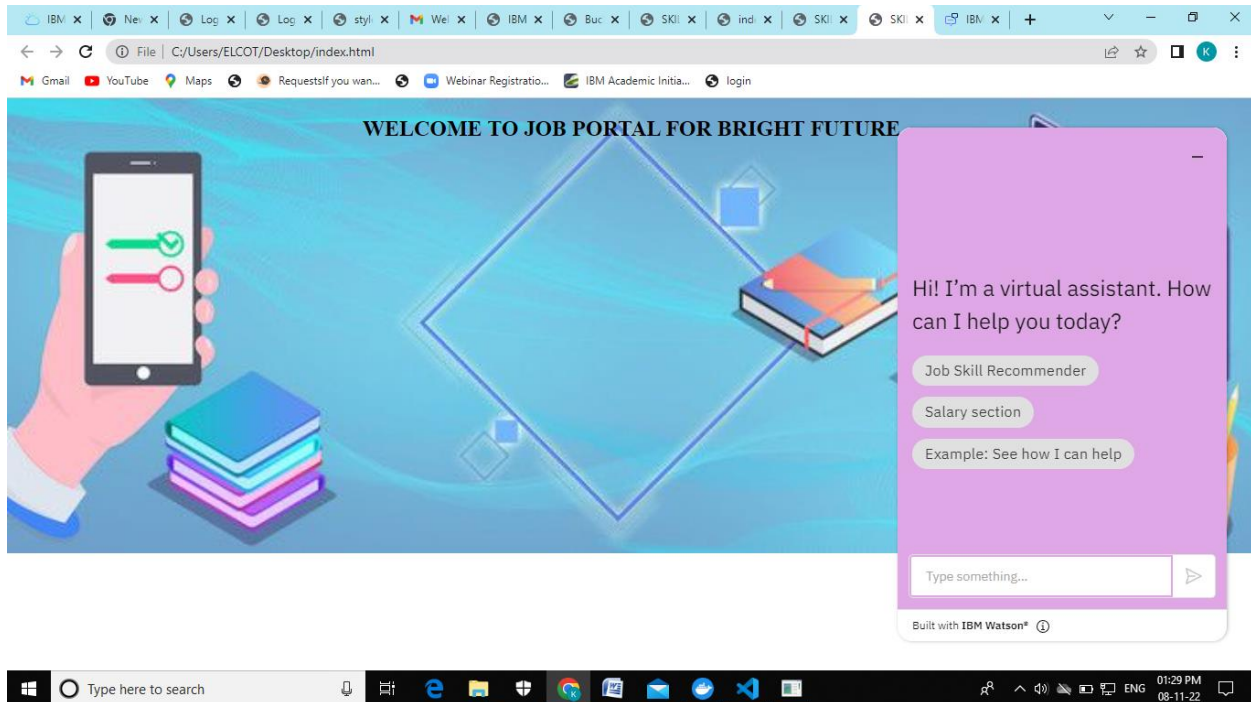 IBM
Nev
Log
Log
styl
Wel
IBM
Buc
SKIl
ind
SKIl
SKIl
IBM
File
C:/Users/ELCOT/Desktop/index.html
K
Gmail
YouTube
Maps
RequestsIf you wan...
Webinar Registratio...
IBM Academic Initia...
login
WELCOME TO JOB PORTAL FOR BRIGHT FUTURE
Hi! I’m a virtual assistant. How
can I help you today?
Job Skill Recommender
Salary section
Example: See how I can help
Type something...
Built with IBM Watson®
Type here to search
ENG
01:29 PM
08-11-22